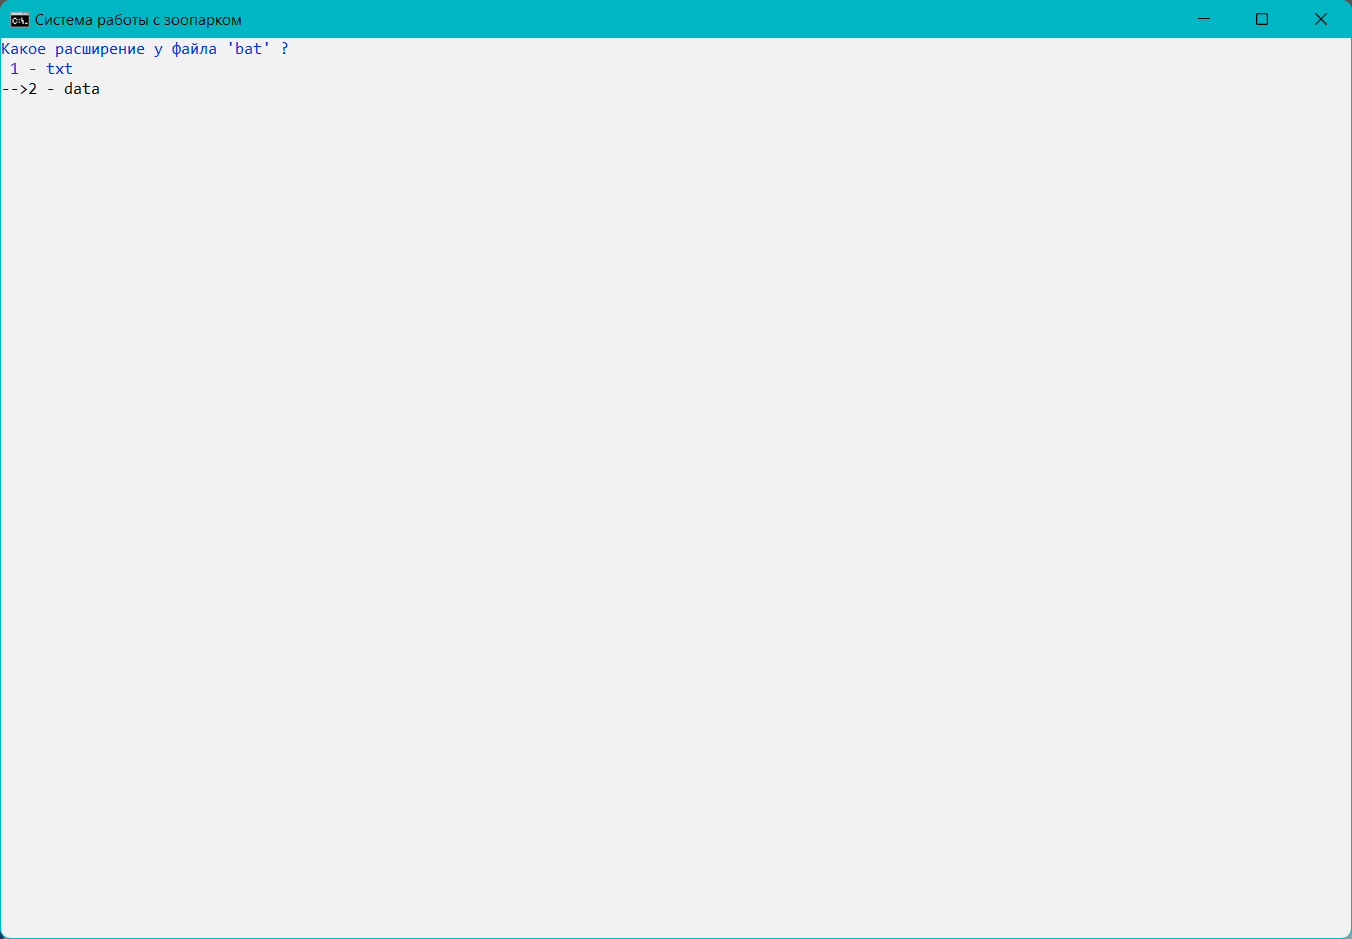 Система работы с зоопарком
Какое расширение у файла 'bat' ?
1 - txt
-->2 - data